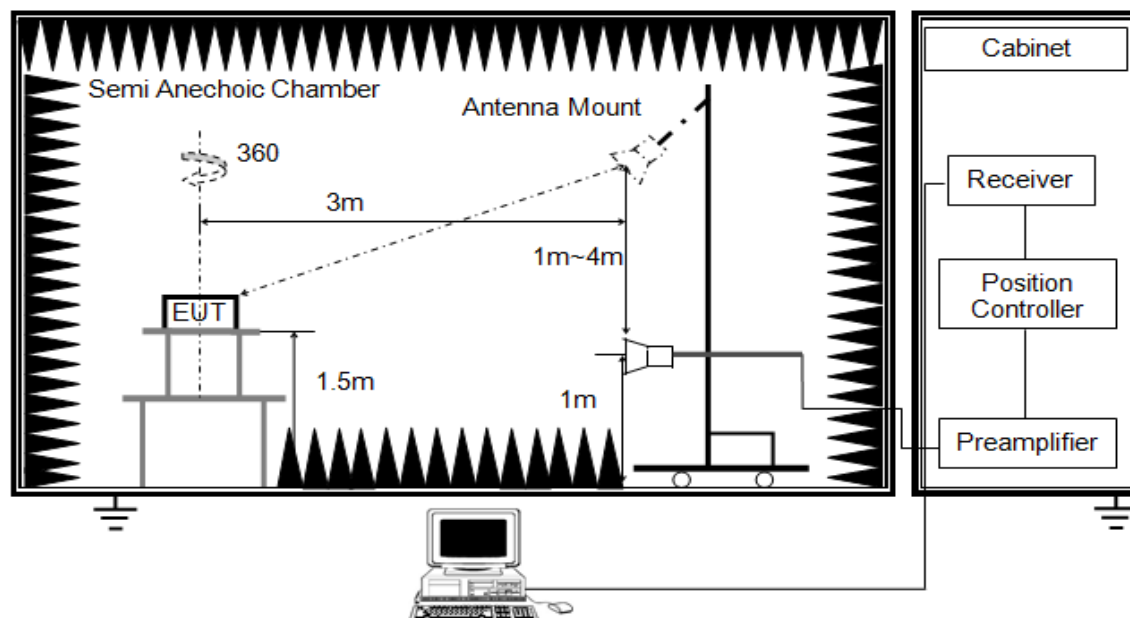 Cabinet
Semi Anechoic Chamber
Antenna Mount
360
Receiver
3m
1m~4m
Position
Controller
EUT
1.5m
1m
Preamplifier